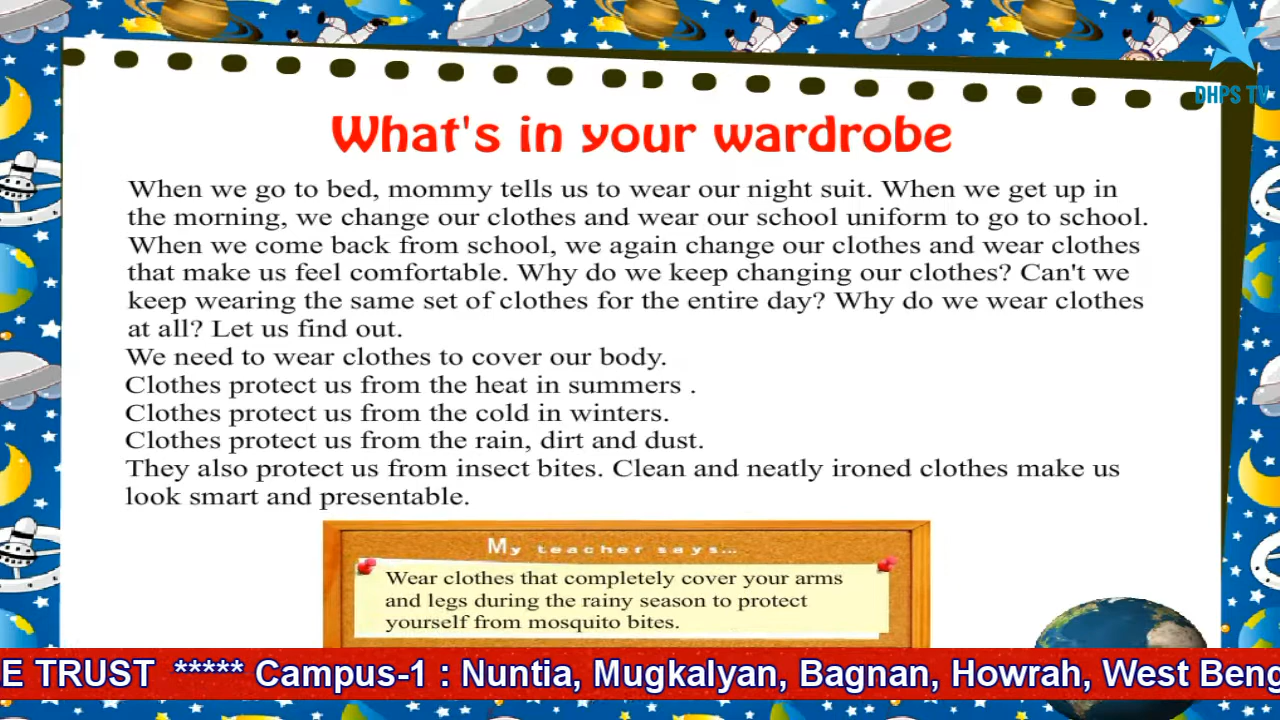 DHPS TV
What's in your wardrobe
When we go to bed, mommy tells us to wear our night suit. When we get up in
the morning, we change our clothes and wear our school uniform to go to school.
When we come back from school, we again change our clothes and wear clothes
that make us feel comfortable. Why do we keep changing our clothes? Can't we
keep wearing the same set of clothes for the entire day? Why do we wear clothes
at all? Let us find out.
We need to wear clothes to cover our body.
Clothes protect us from the heat in summers .
Clothes protect us from the cold in winters.
Clothes protect us from the rain, dirt and dust.
They also protect us from insect bites. Clean and neatly ironed clothes make us
look smart and presentable.
My teacher says...
Wear clothes that completely cover your arms
and legs during the rainy season to protect
yourself from mosquito bites.
E TRUST ***** Campus-1 : Nuntia, Mugkalyan, Bagnan, Howrah, West Beng